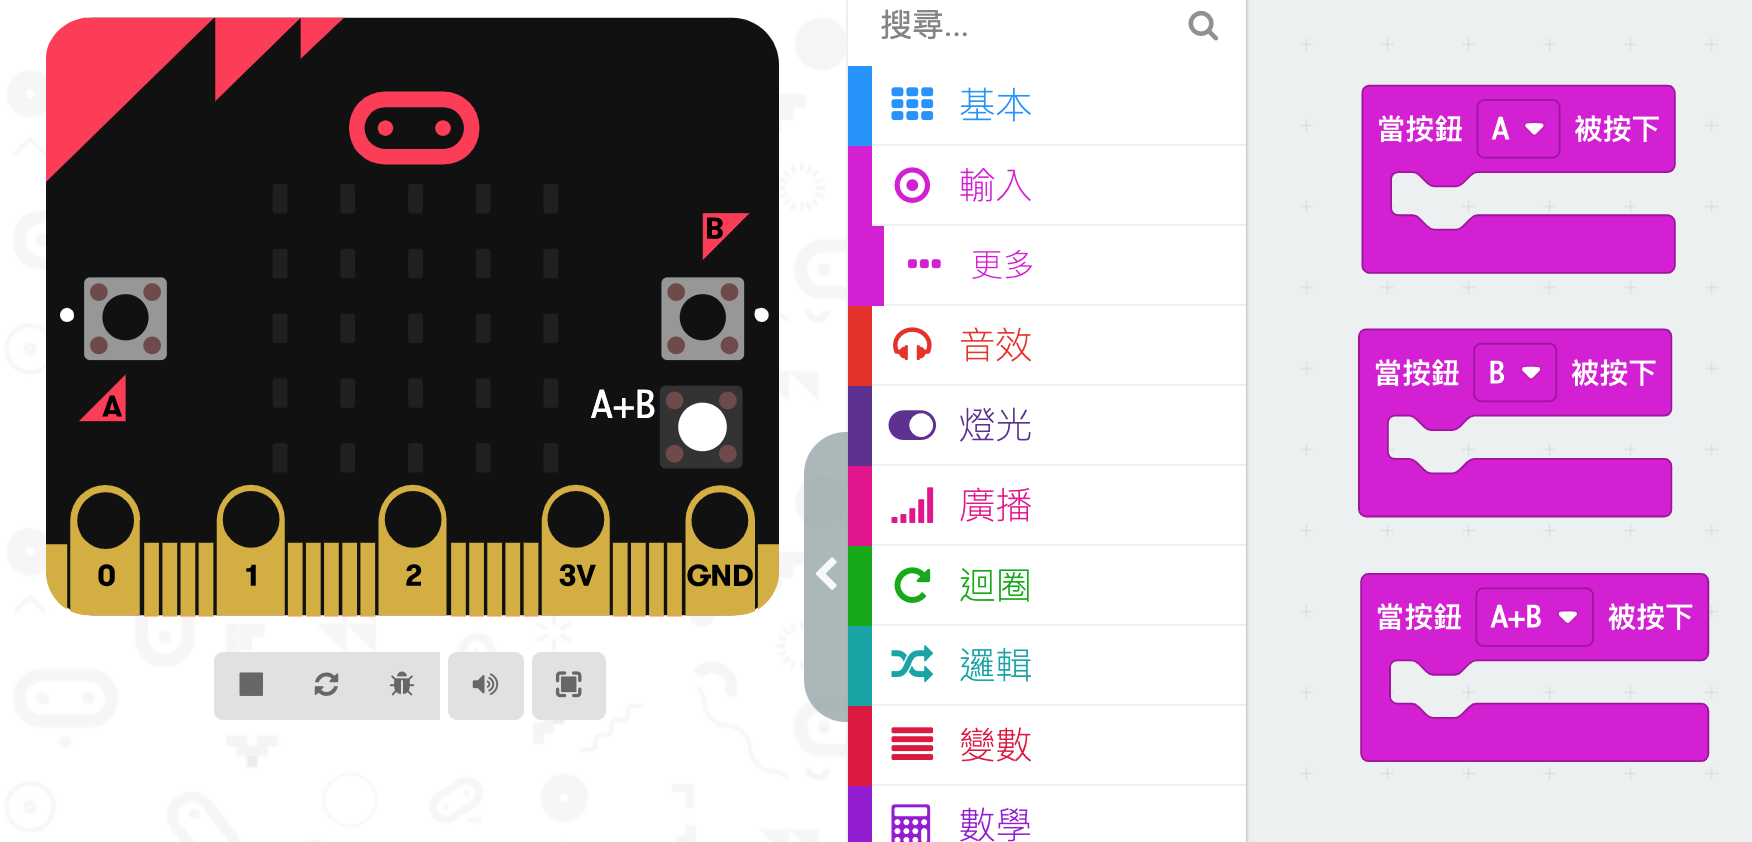 B
A
A+B
0
1
2
3V
GND
搜尋...
基本
輸入
更多
音效
燈光
廣播
迴圈
邏輯
變數
數學
當按鈕 A 被按下
當按鈕 B 被按下
當按鈕 A+B 被按下